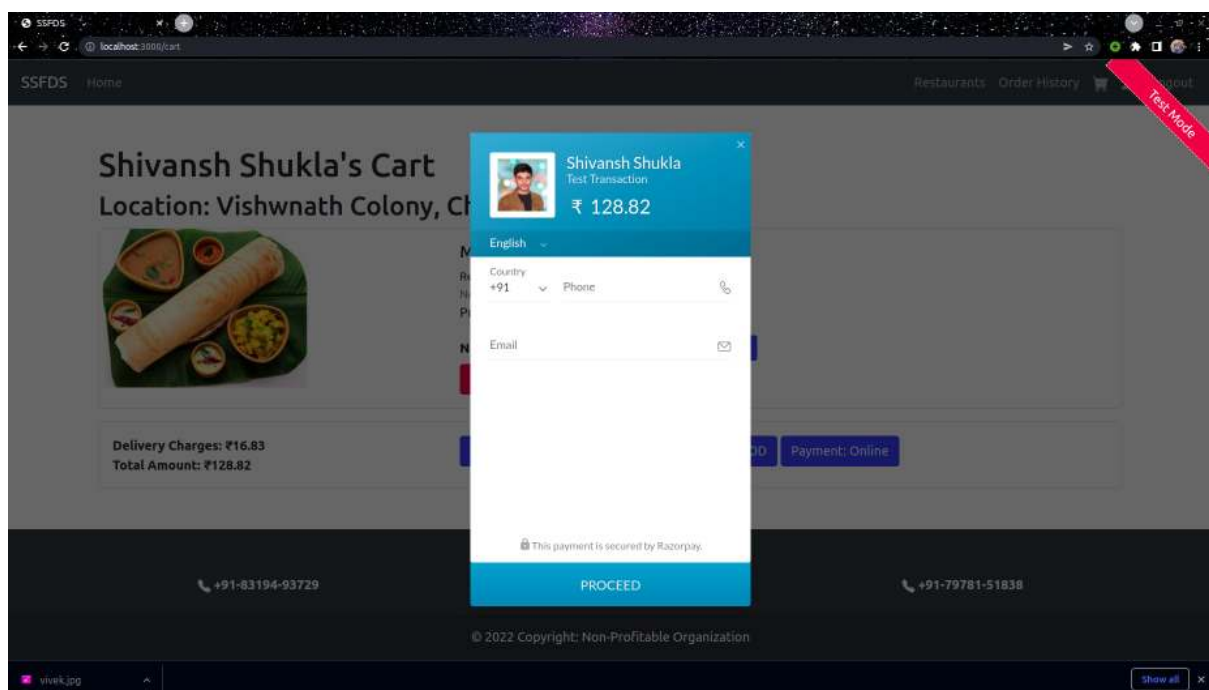 SSFDS
localhost:3000/cart
SSFDS Home
Restaurants Order History
Test Mode
Shivansh Shukla's Cart
Location: Vishwnath Colony,
Shivansh Shukla
Test Transaction
₹ 128.82
English
Country
+91 Phone
Email
Delivery Charges: ₹16.83
Total Amount: ₹128.82
Payment: Online
This payment is secured by Razorpay.
PROCEED
+91-83194-93729
+91-79781-51838
© 2022 Copyright: Non-Profitable Organization
vivek.jpg
Show all